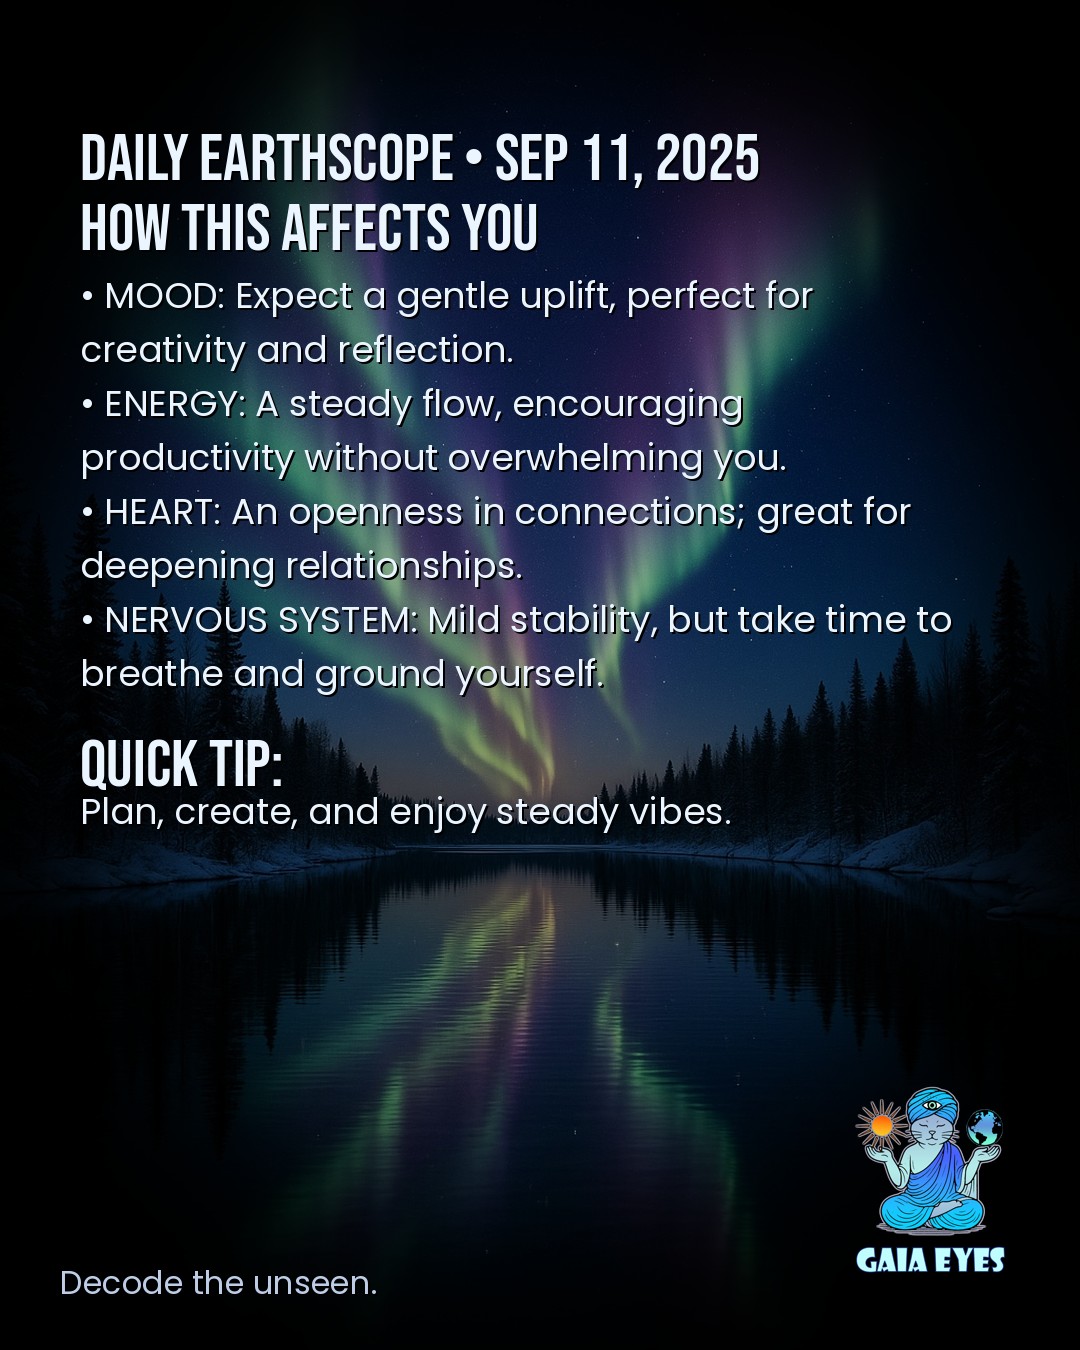 DAILY EARTHSCOPE • SEP 11, 2025
HOW THIS AFFECTS YOU
• MOOD: Expect a gentle uplift, perfect for
creativity and reflection.
• ENERGY: A steady flow, encouraging
productivity without overwhelming you.
• HEART: An openness in connections; great for
deepening relationships.
• NERVOUS SYSTEM: Mild stability, but take time to
breathe and ground yourself.
QUICK TIP:
Plan, create, and enjoy steady vibes.
GAIA EYES
Decode the unseen.